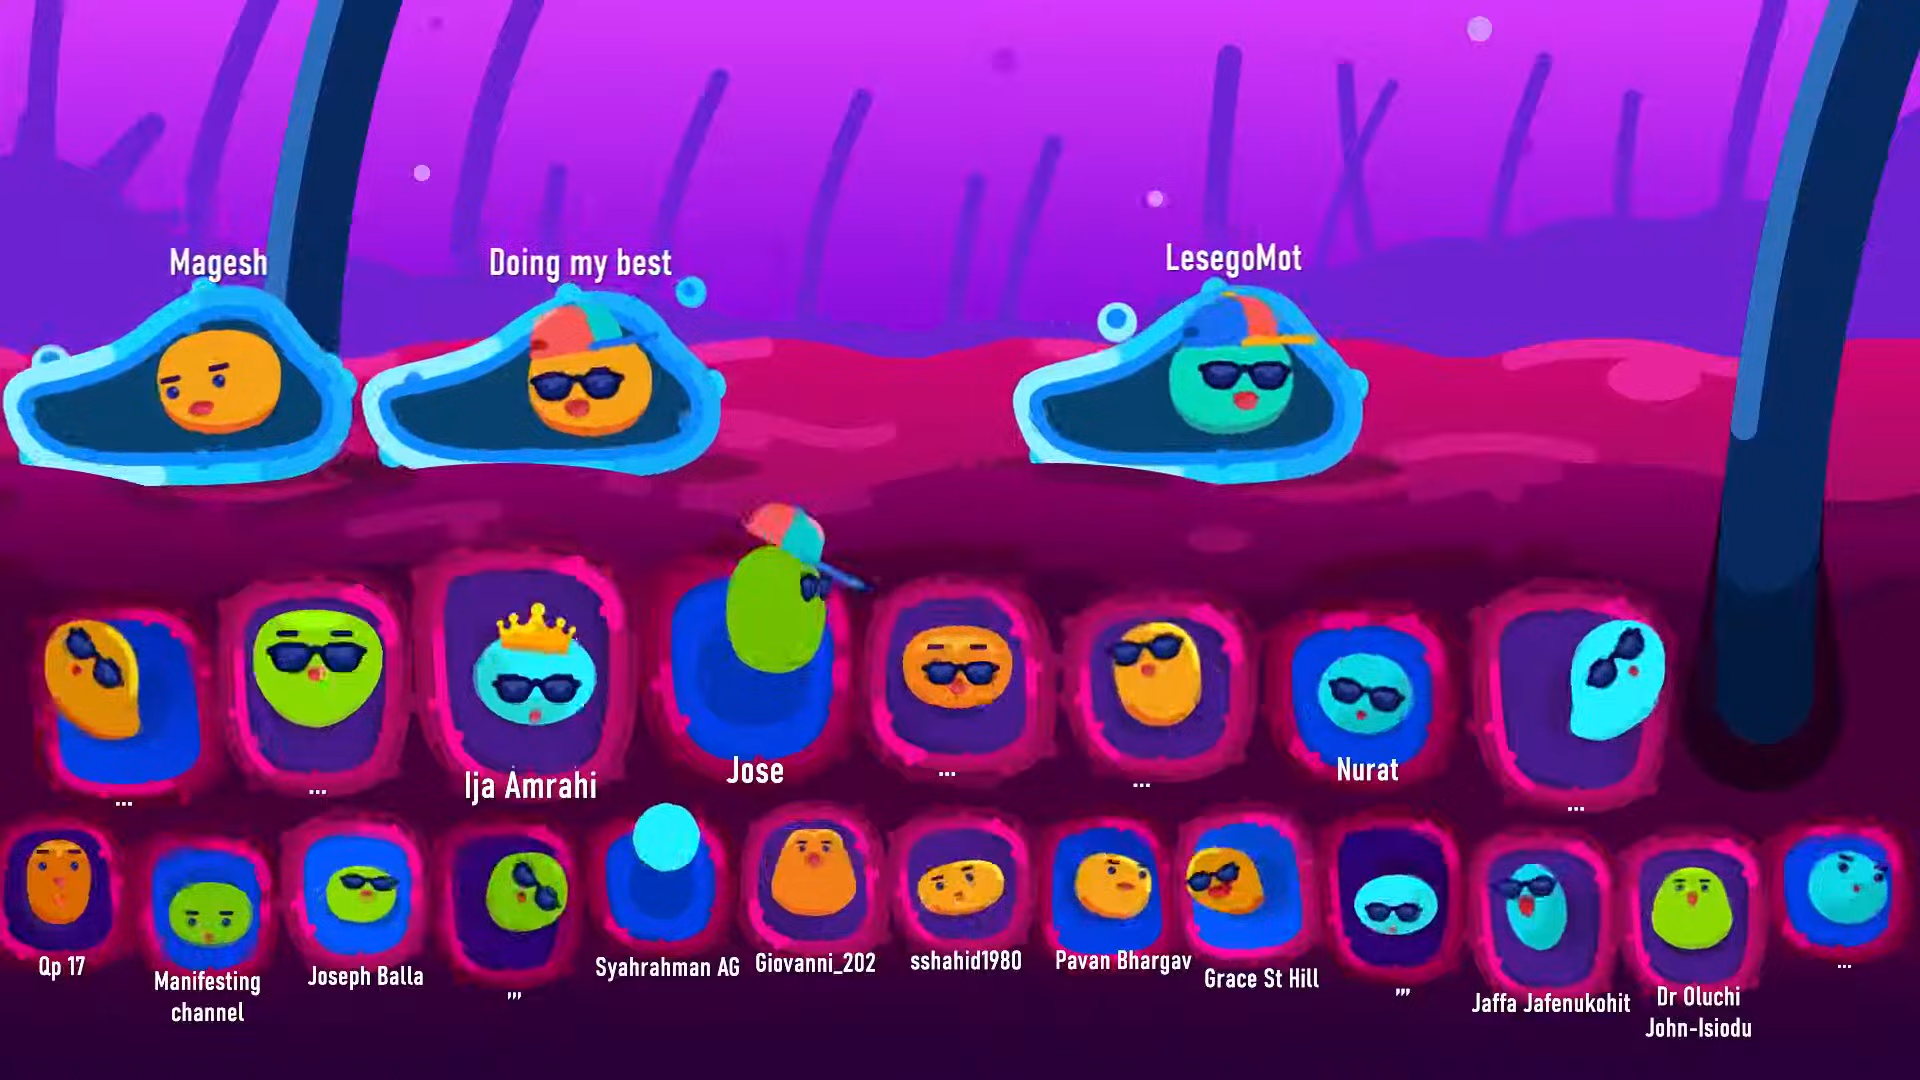 Magesh
Doing my best
LesegoMot
Ija Amrahi
Jose
...
...
Nurat
...
...
...
Qp 17
Manifesting
channel
Joseph Balla
,,,
Syahrahman AG
Giovanni_202
sshahid1980
Pavan Bhargav
Grace St Hill
,,,
Jaffa Jafenukohit
Dr Oluchi
John-Isiodu
...